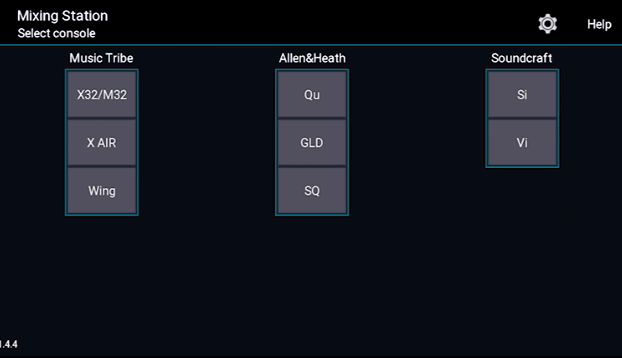 Mixing Station
Select console
Help
Music Tribe
X32/M32
X AIR
Wing
Allen&Heath
Qu
GLD
SQ
Soundcraft
Si
Vi
1.4.4